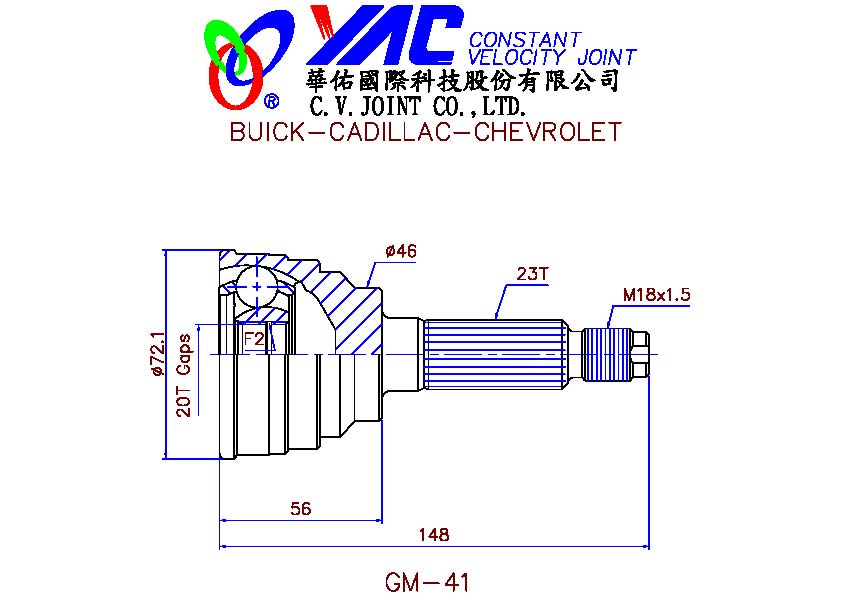 YAC CONSTANT
VELOCITY JOINT
®
華佑國際科技股份有限公司
C.V.JOINT CO.,LTD.
BUICK-CADILLAC-CHEVROLET
ø46
23T
M18x1.5
F2
ø72.1
20T Gaps
56
148
GM-41